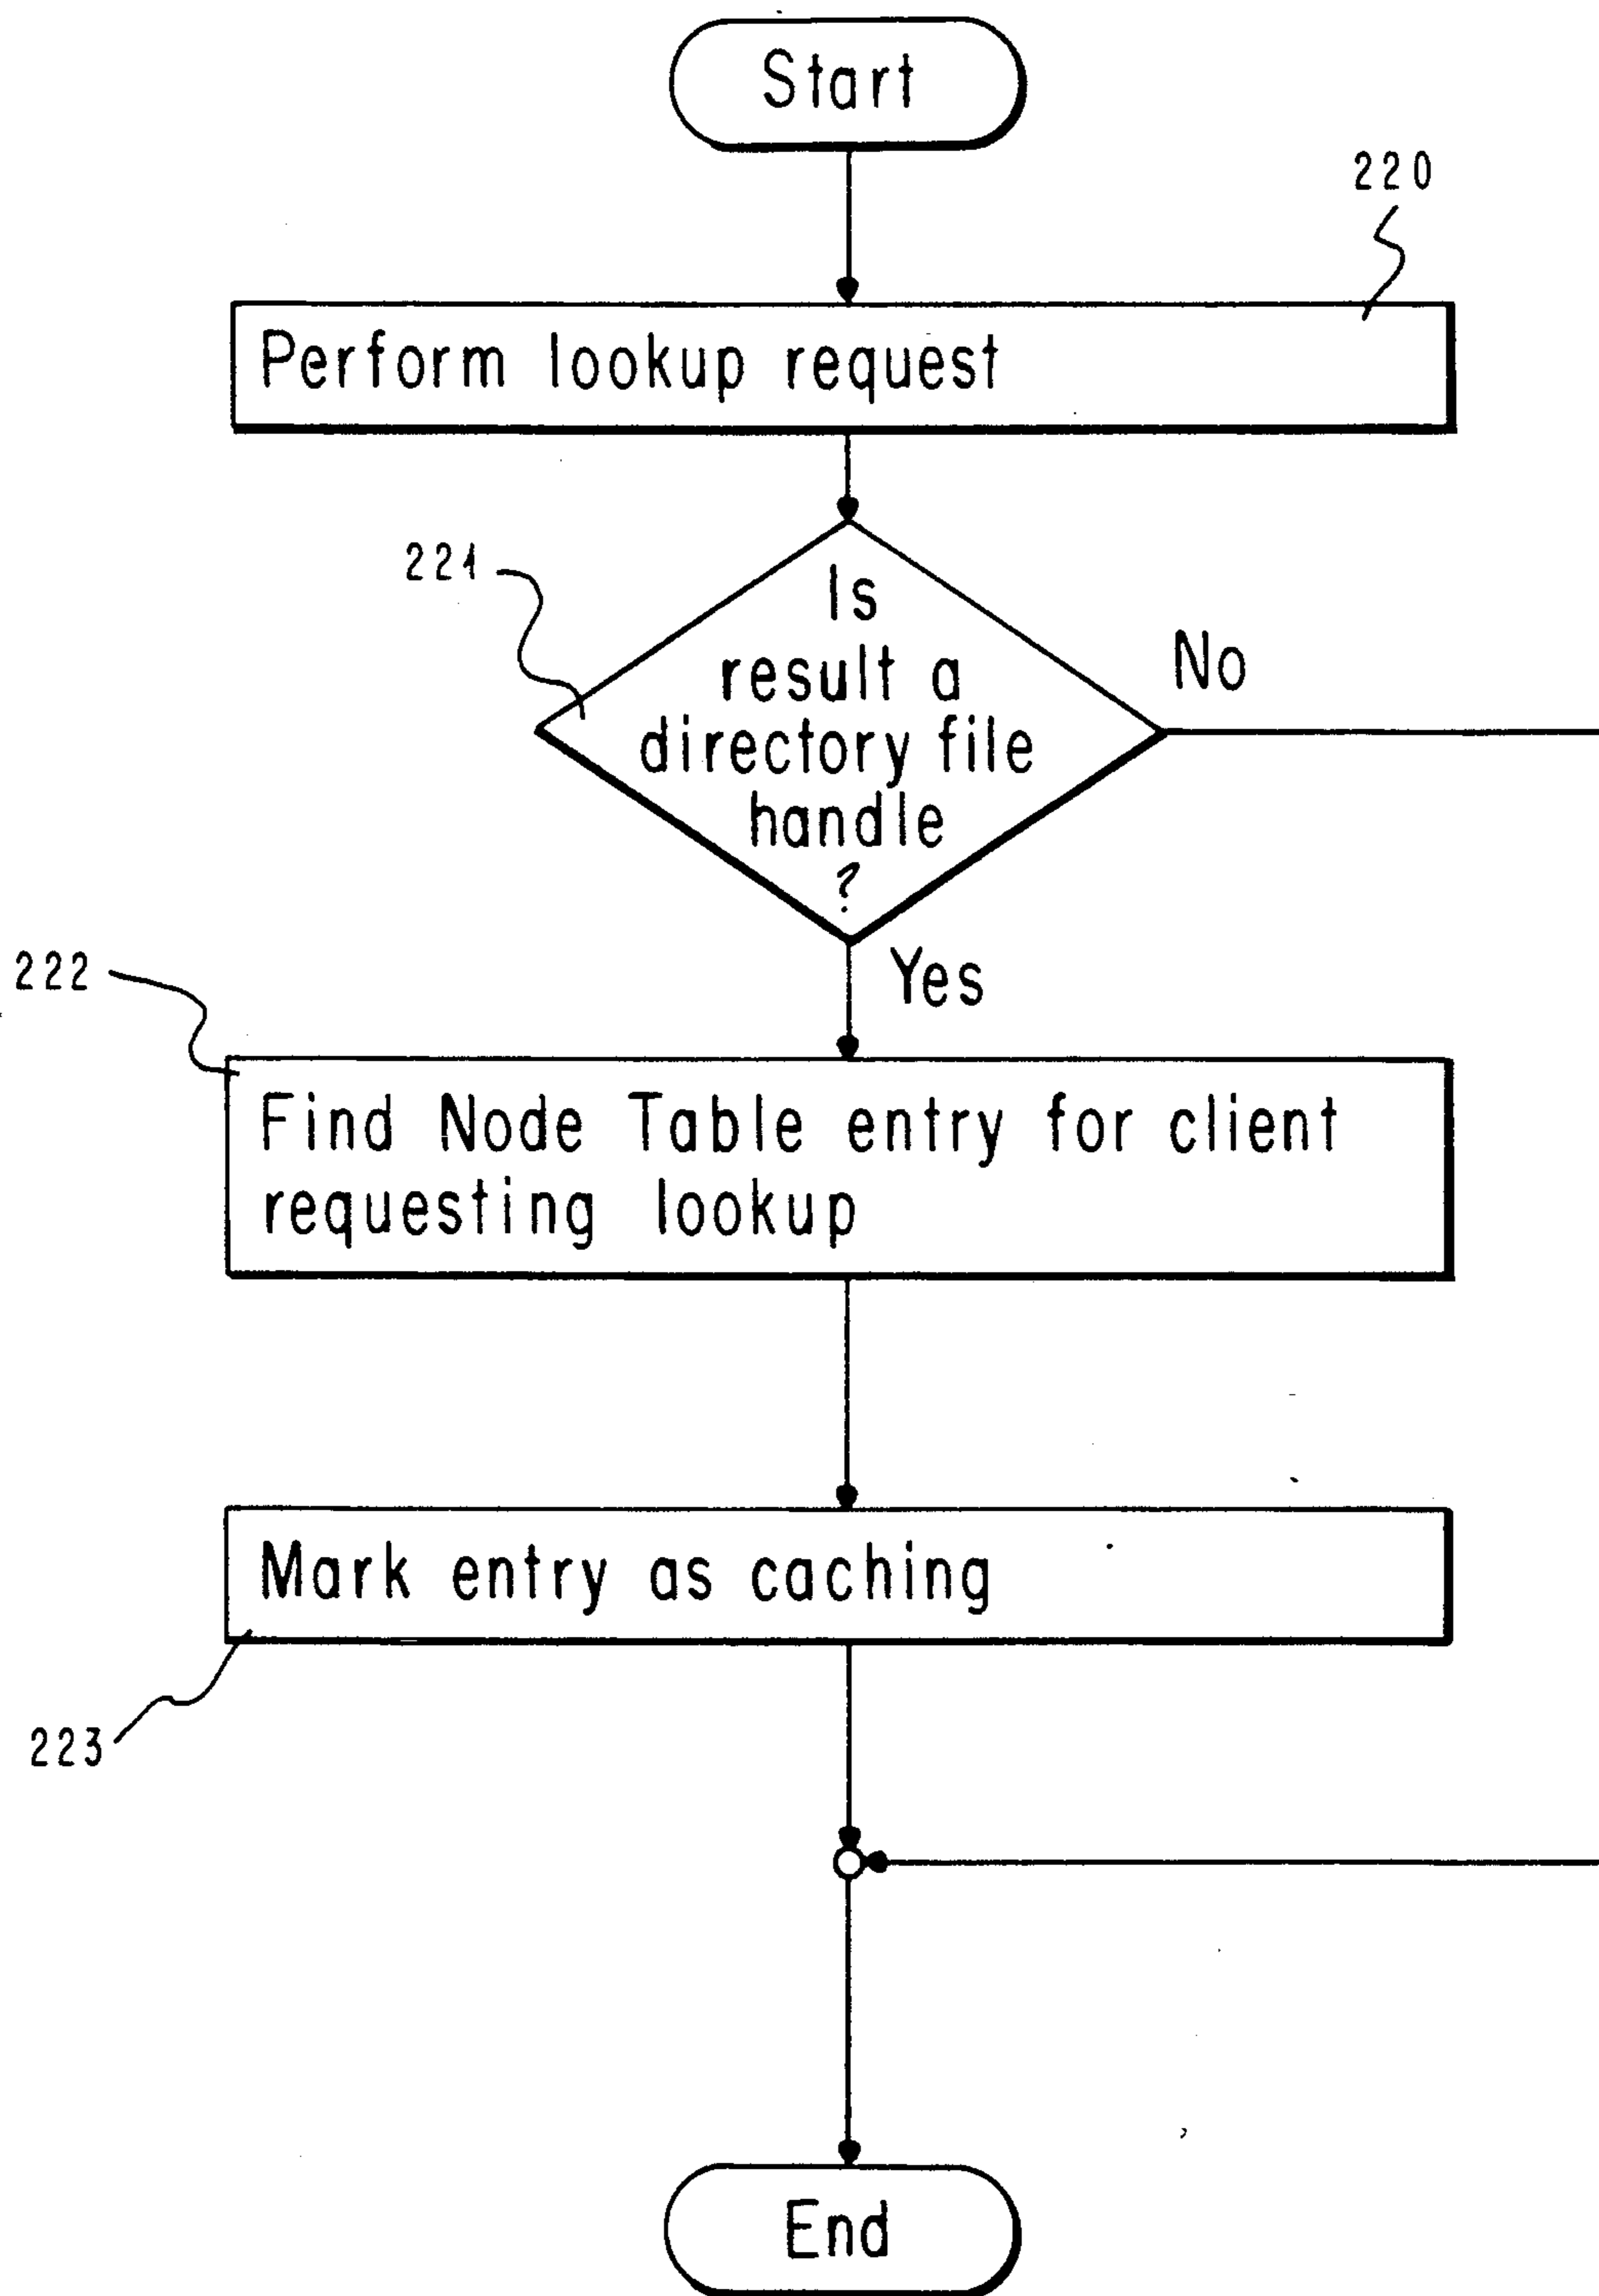 Start
220
Perform lookup request
221
Is
result a
directory file
handle
?
No
Yes
222
Find Node Table entry for client
requesting lookup
Mark entry as caching
223
End